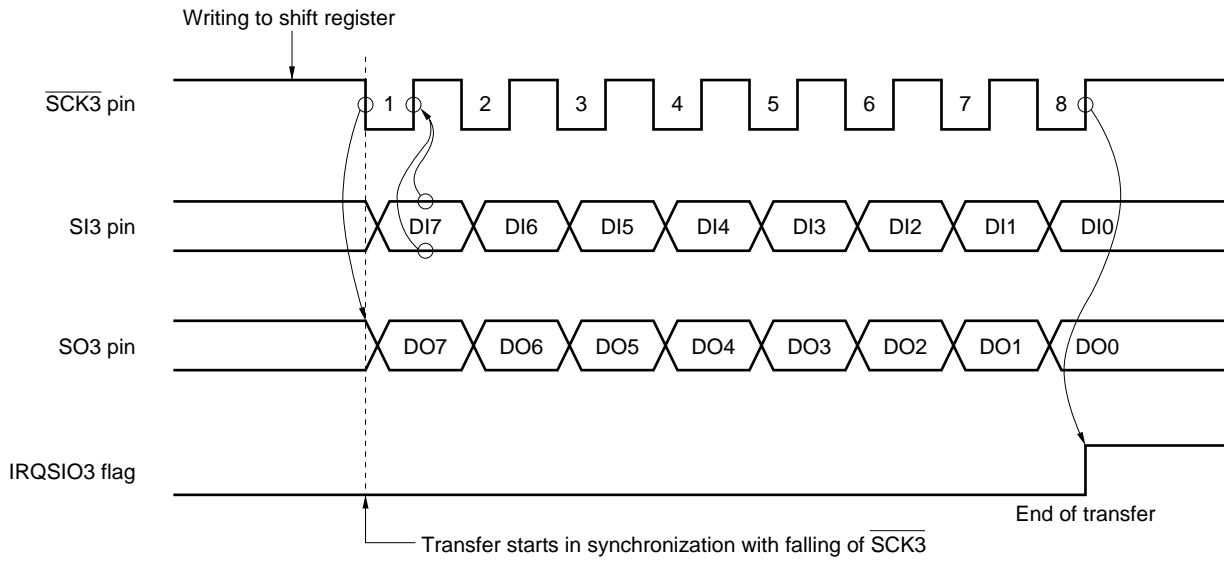 Writing to shift register
SCK3 pin
1 2 3 4 5 6 7 8
SI3 pin
DI7 DI6 DI5 DI4 DI3 DI2 DI1 DI0
SO3 pin
DO7 DO6 DO5 DO4 DO3 DO2 DO1 DO0
IRQSIO3 flag
End of transfer
Transfer starts in synchronization with falling of SCK3